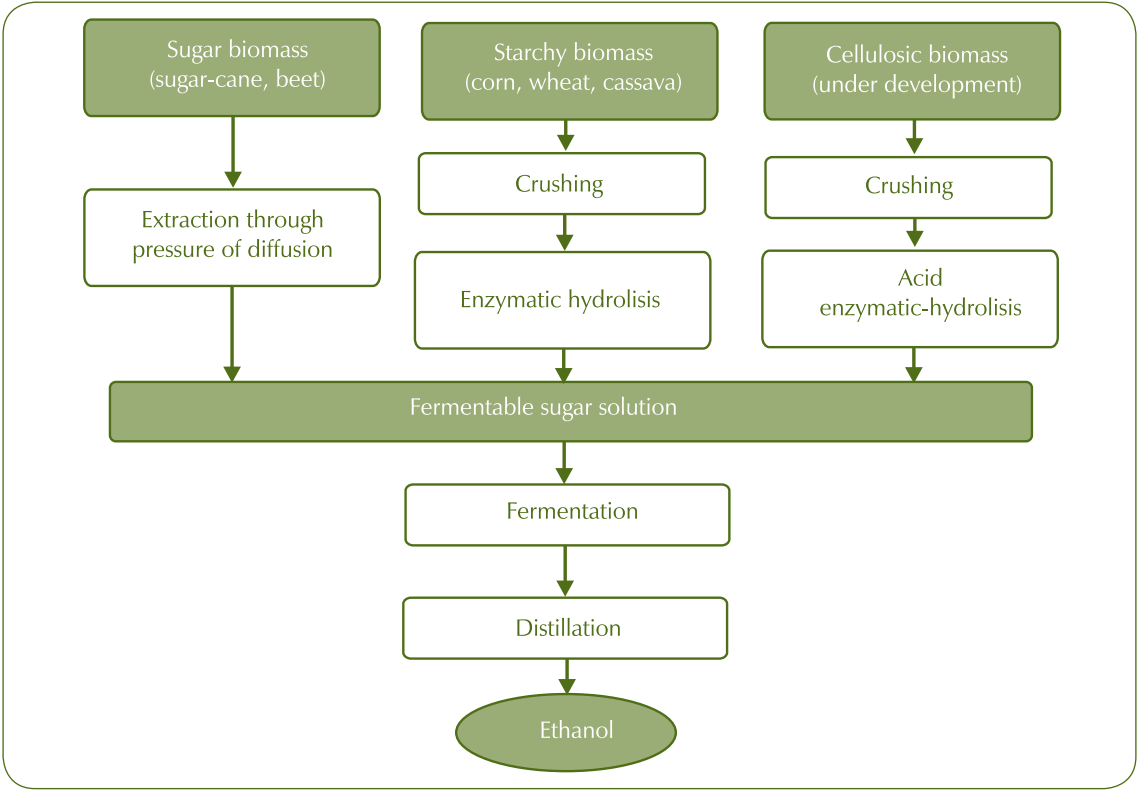 Sugar biomass
(sugar-cane, beet)
Starchy biomass
(corn, wheat, cassava)
Cellulosic biomass
(under development)
Extraction through
pressure of diffusion
Crushing
Enzymatic hydrolisis
Crushing
Acid
enzymatic-hydrolisis
Fermentable sugar solution
Fermentation
Distillation
Ethanol